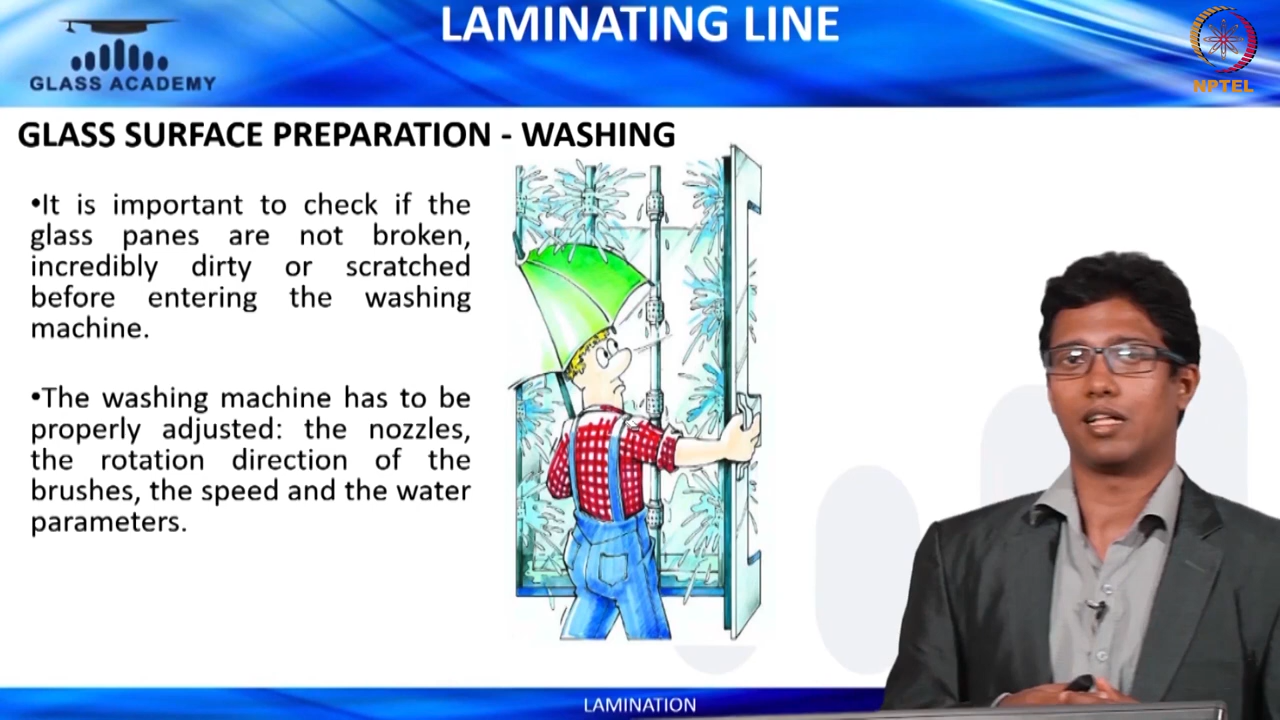 LAMINATING LINE
GLASS ACADEMY
NPTEL
GLASS SURFACE PREPARATION - WASHING
•It is important to check if the
glass panes are not broken,
incredibly dirty or scratched
before entering the washing
machine.
•The washing machine has to be
properly adjusted: the nozzles,
the rotation direction of the
brushes, the speed and the water
parameters.
LAMINATION